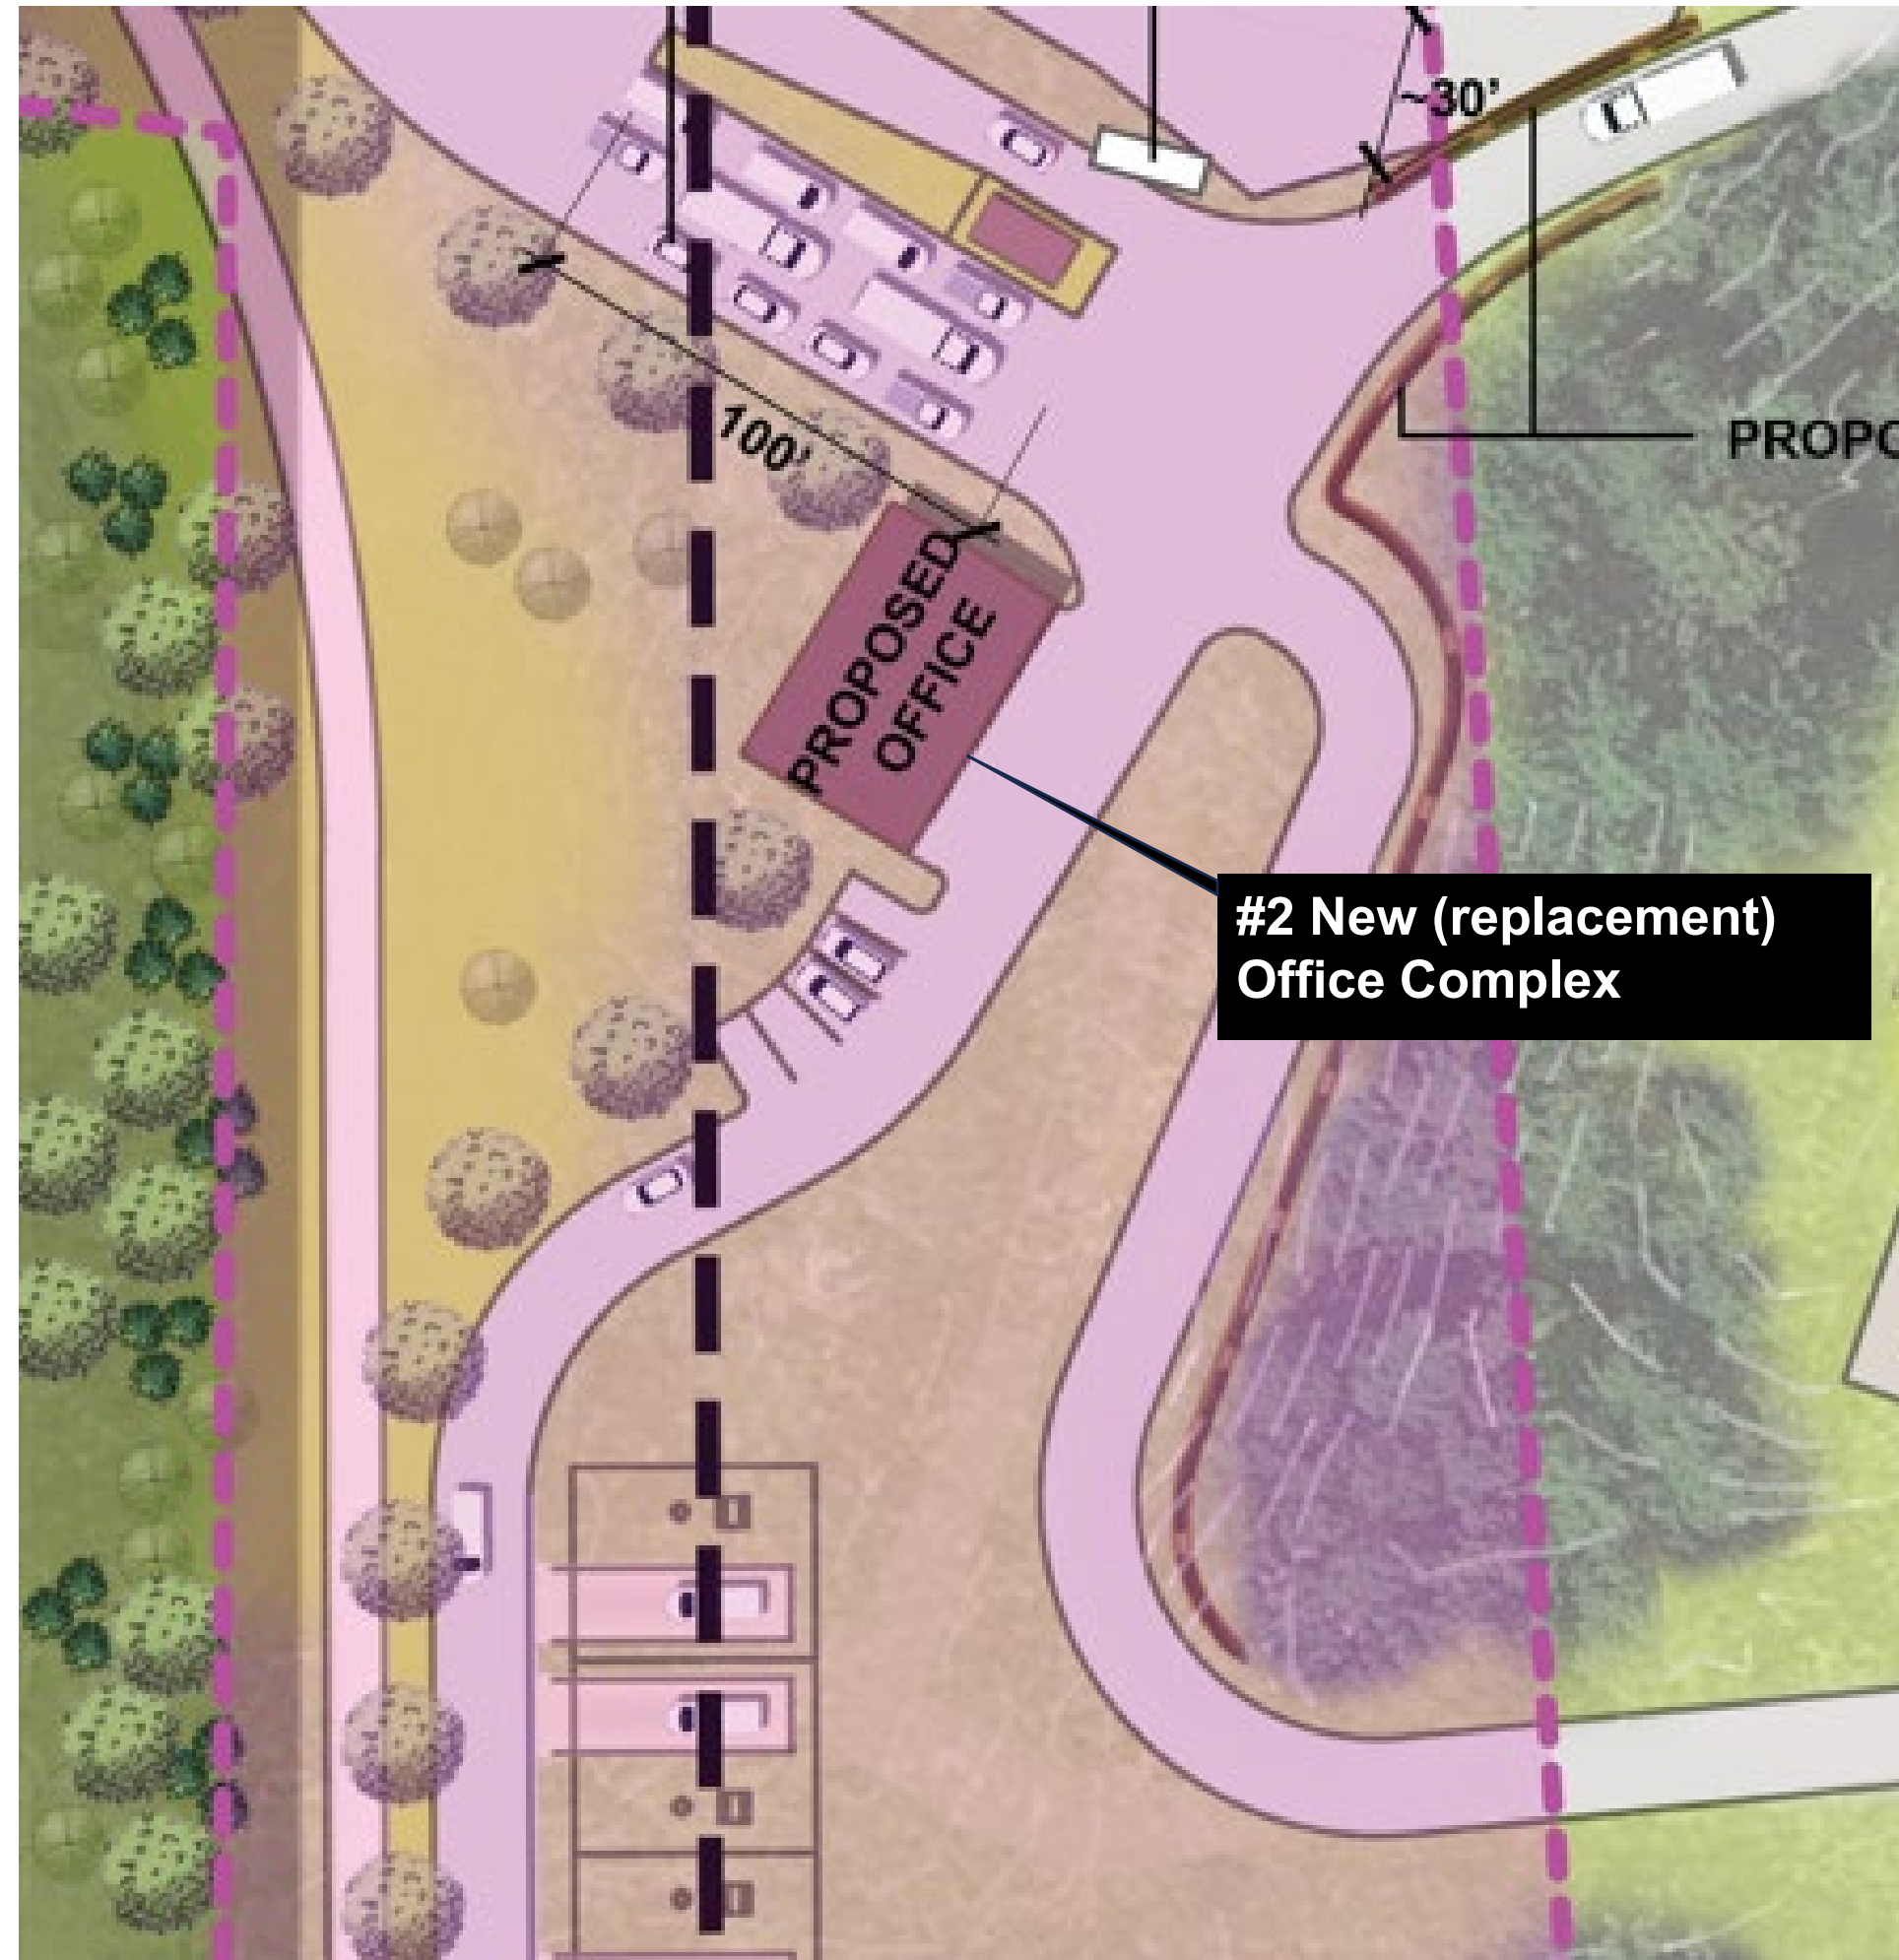 ~30'
PROPO
100'
PROPOSED
OFFICE
#2 New (replacement)
Office Complex